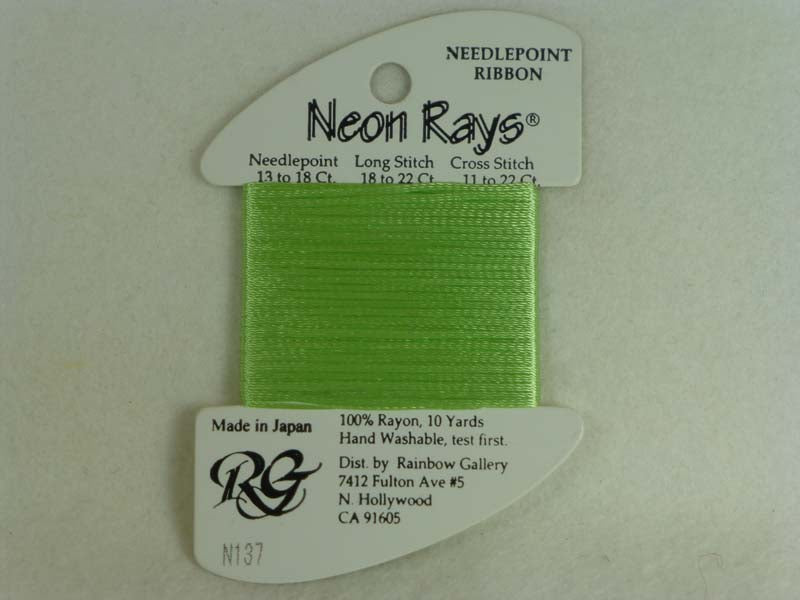 NEEDLEPOINT
RIBBON
Neon Rays®
Needlepoint Long Stitch Cross Stitch
13 to 18 Ct. 18 to 22 Ct. 11 to 22 Ct.
Made in Japan
100% Rayon, 10 Yards
Hand Washable, test first.
RG
Dist. by Rainbow Gallery
7412 Fulton Ave #5
N. Hollywood
CA 91605
N137